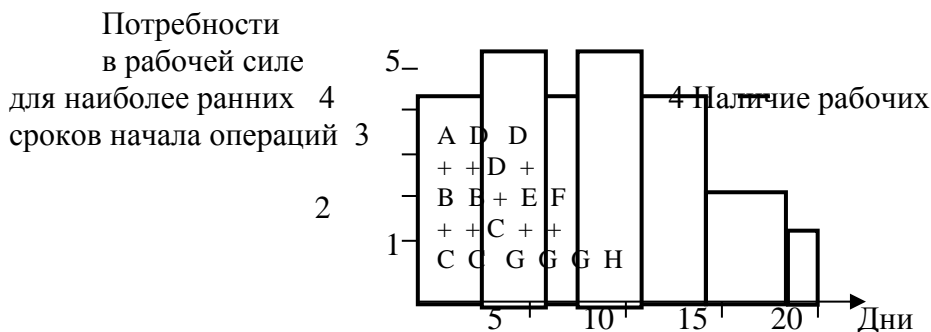 Потребности
в рабочей силе
5
для наиболее ранних 4
4 Наличие рабочих
сроков начала операций 3
A D D
+ + D +
2
B B + E F
+ + C + +
1
C C G G G H
5 10 15 20 Дни